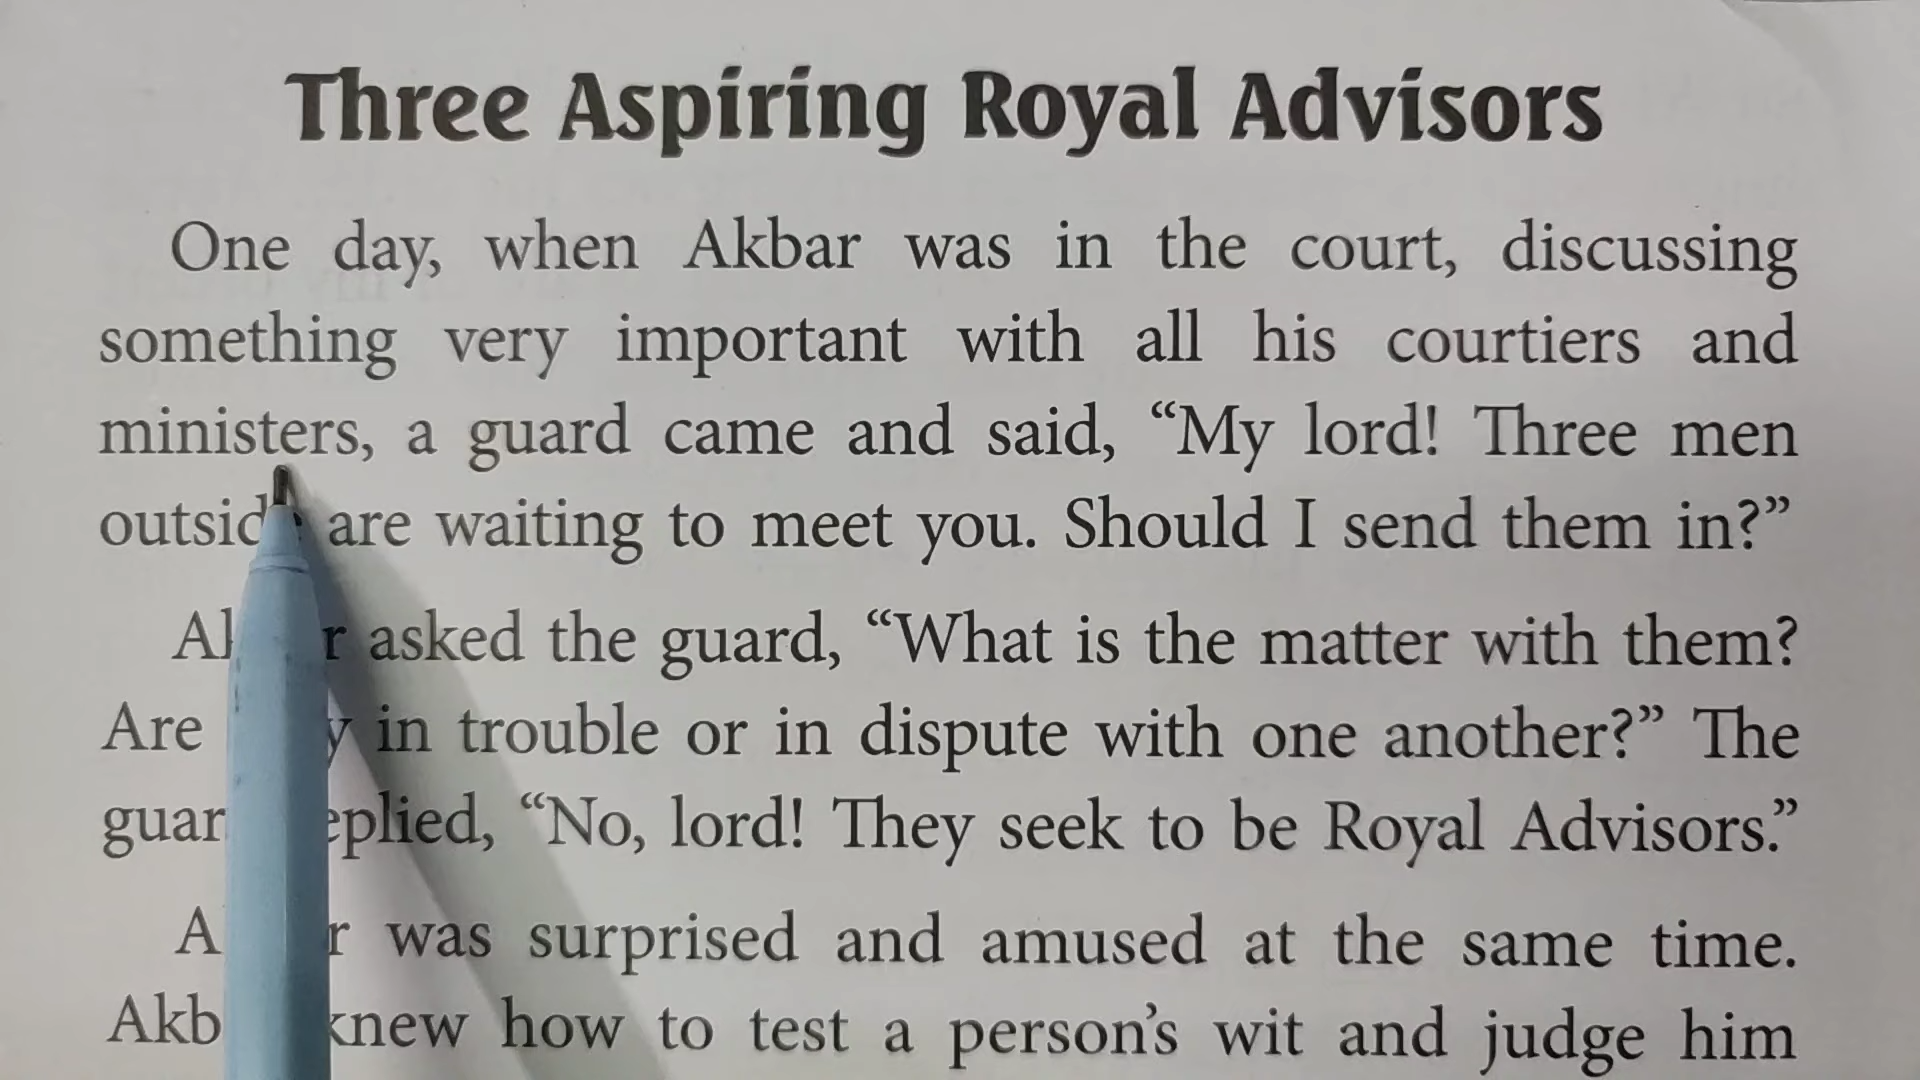 Three Aspiring Royal Advisors
One day, when Akbar was in the court, discussing
something very important with all his courtiers and
ministers, a guard came and said, “My lord! Three men
outside are waiting to meet you. Should I send them in?”
asked the guard, “What is the matter with them?
Are in trouble or in dispute with one another?” The
guard replied, “No, lord! They seek to be Royal Advisors.”
was surprised and amused at the same time.
knew how to test a person’s wit and judge him